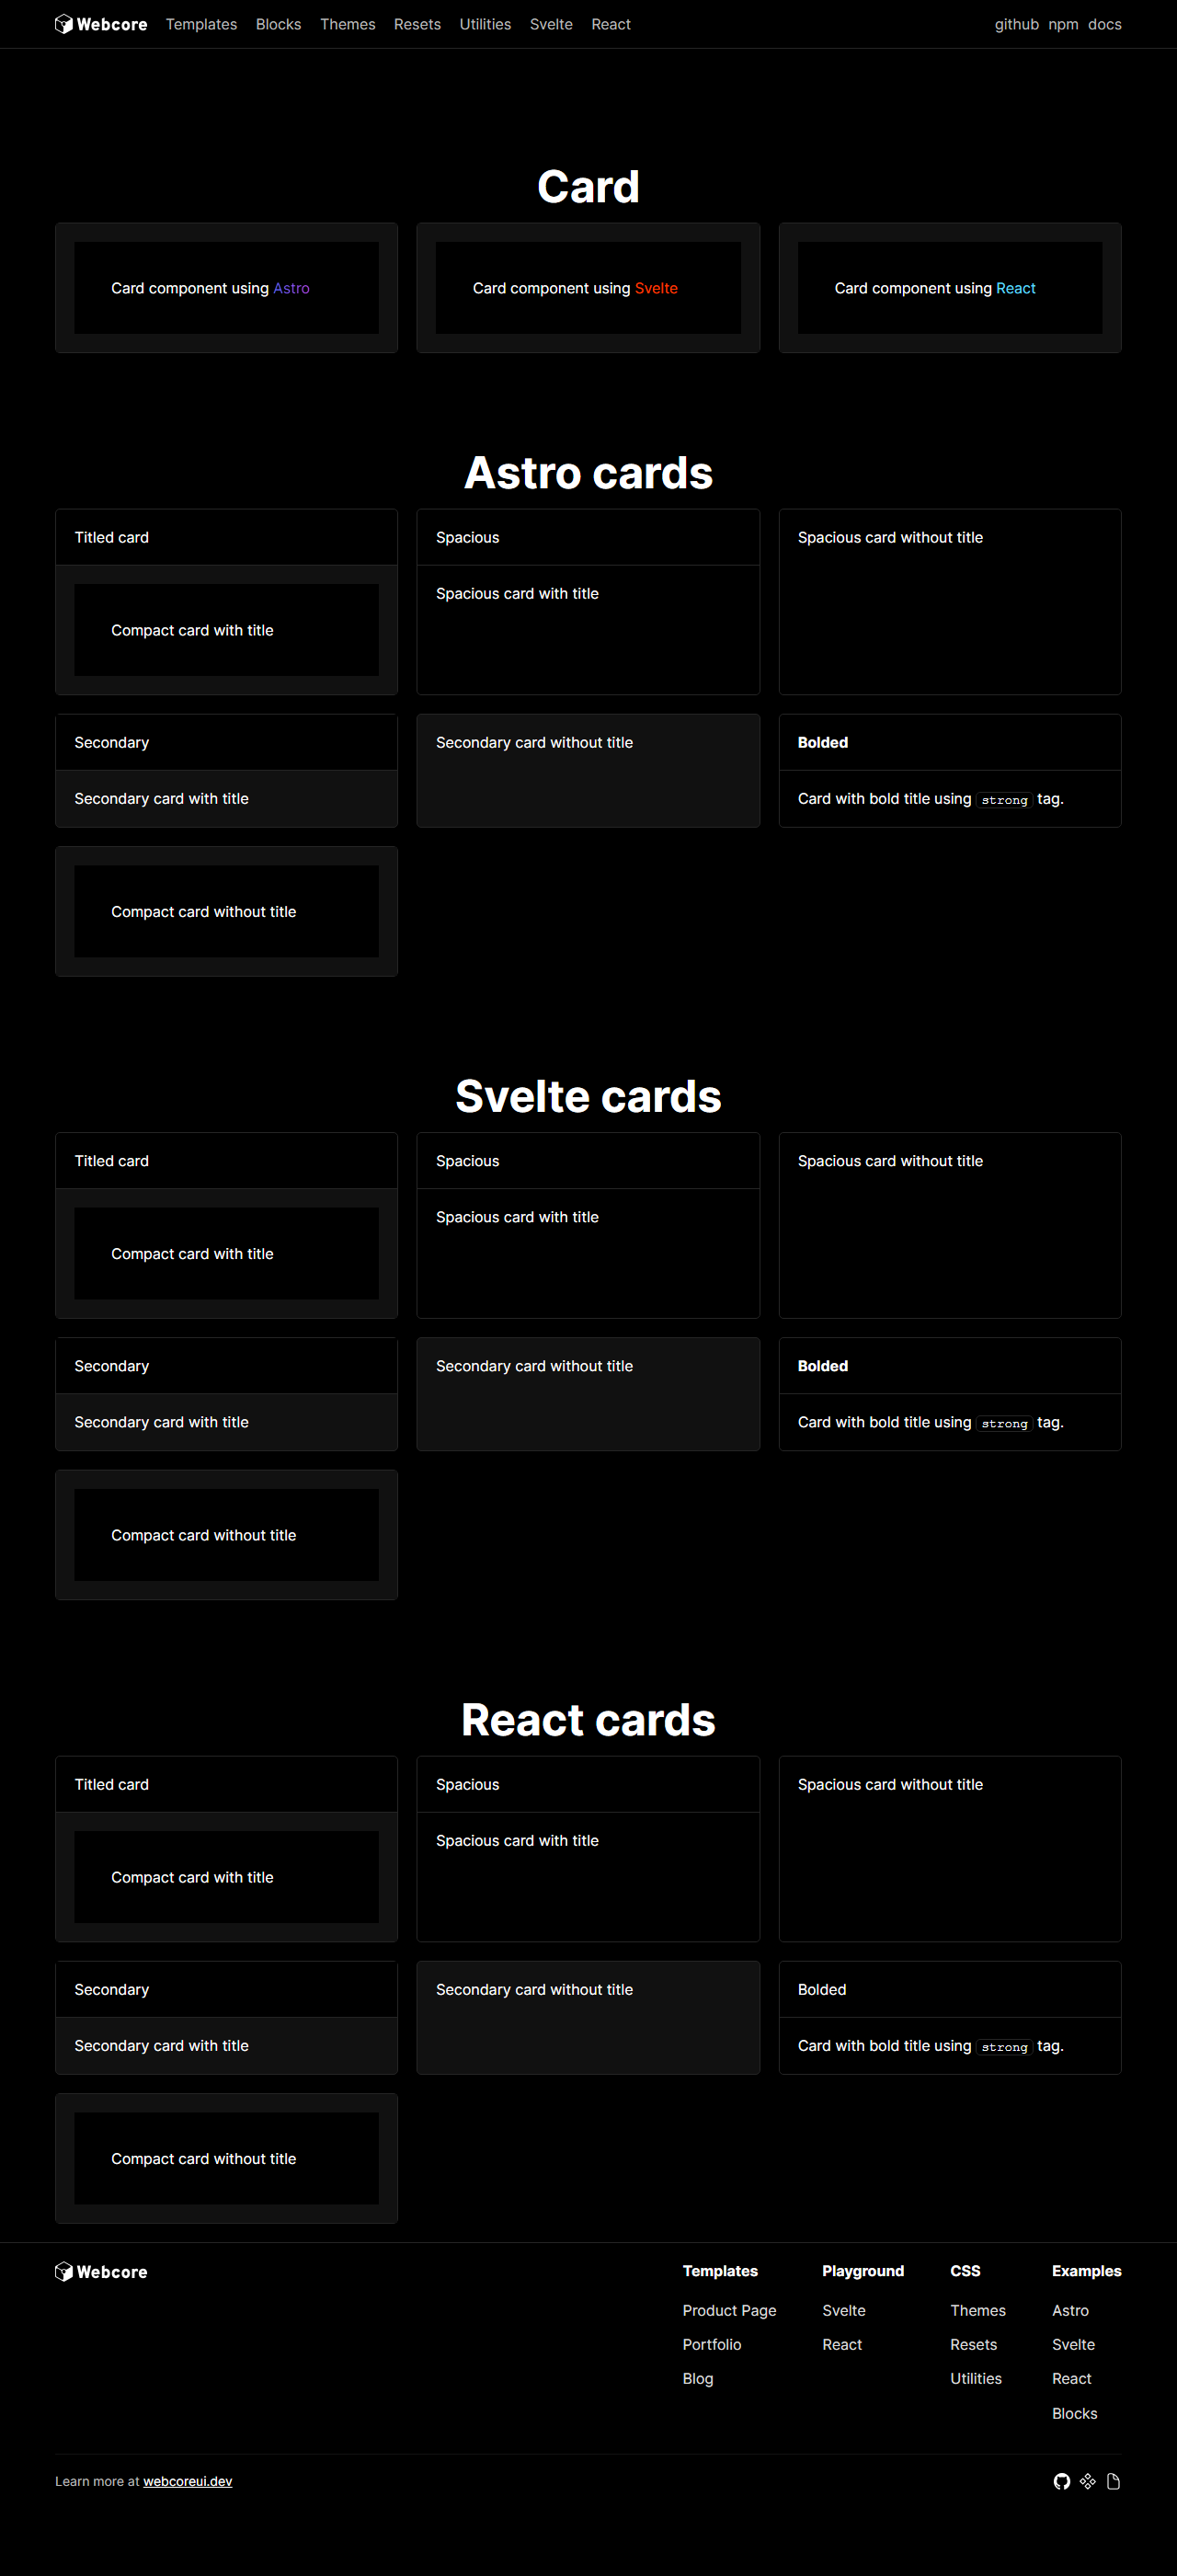 Webcore Templates Blocks Themes Resets Utilities Svelte React github npm docs
Card
Card component using Astro
Card component using Svelte
Card component using React
Astro cards
Titled card
Compact card with title
Spacious
Spacious card with title
Spacious card without title
Secondary
Secondary card with title
Secondary card without title
Bolded
Card with bold title using strong tag.
Compact card without title
Svelte cards
Titled card
Compact card with title
Spacious
Spacious card with title
Spacious card without title
Secondary
Secondary card with title
Secondary card without title
Bolded
Card with bold title using strong tag.
Compact card without title
React cards
Titled card
Compact card with title
Spacious
Spacious card with title
Spacious card without title
Secondary
Secondary card with title
Secondary card without title
Bolded
Card with bold title using strong tag.
Compact card without title
Webcore
Templates
Product Page
Portfolio
Blog
Playground
Svelte
React
CSS
Themes
Resets
Utilities
Examples
Astro
Svelte
React
Blocks
Learn more at webcoreui.dev